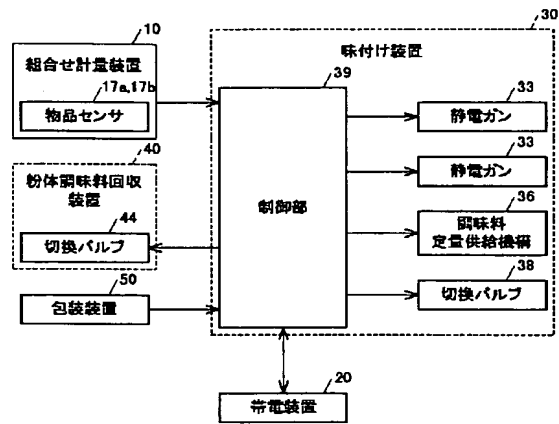 10
組合せ計量装置
17a,17b
物品センサ
40
粉体調味料回収
装置
44
切換バルブ
50
包装装置
30
味付け装置
39
制御部
33
静電ガン
33
静電ガン
36
調味料
定量供給機構
38
切換バルブ
20
帯電装置